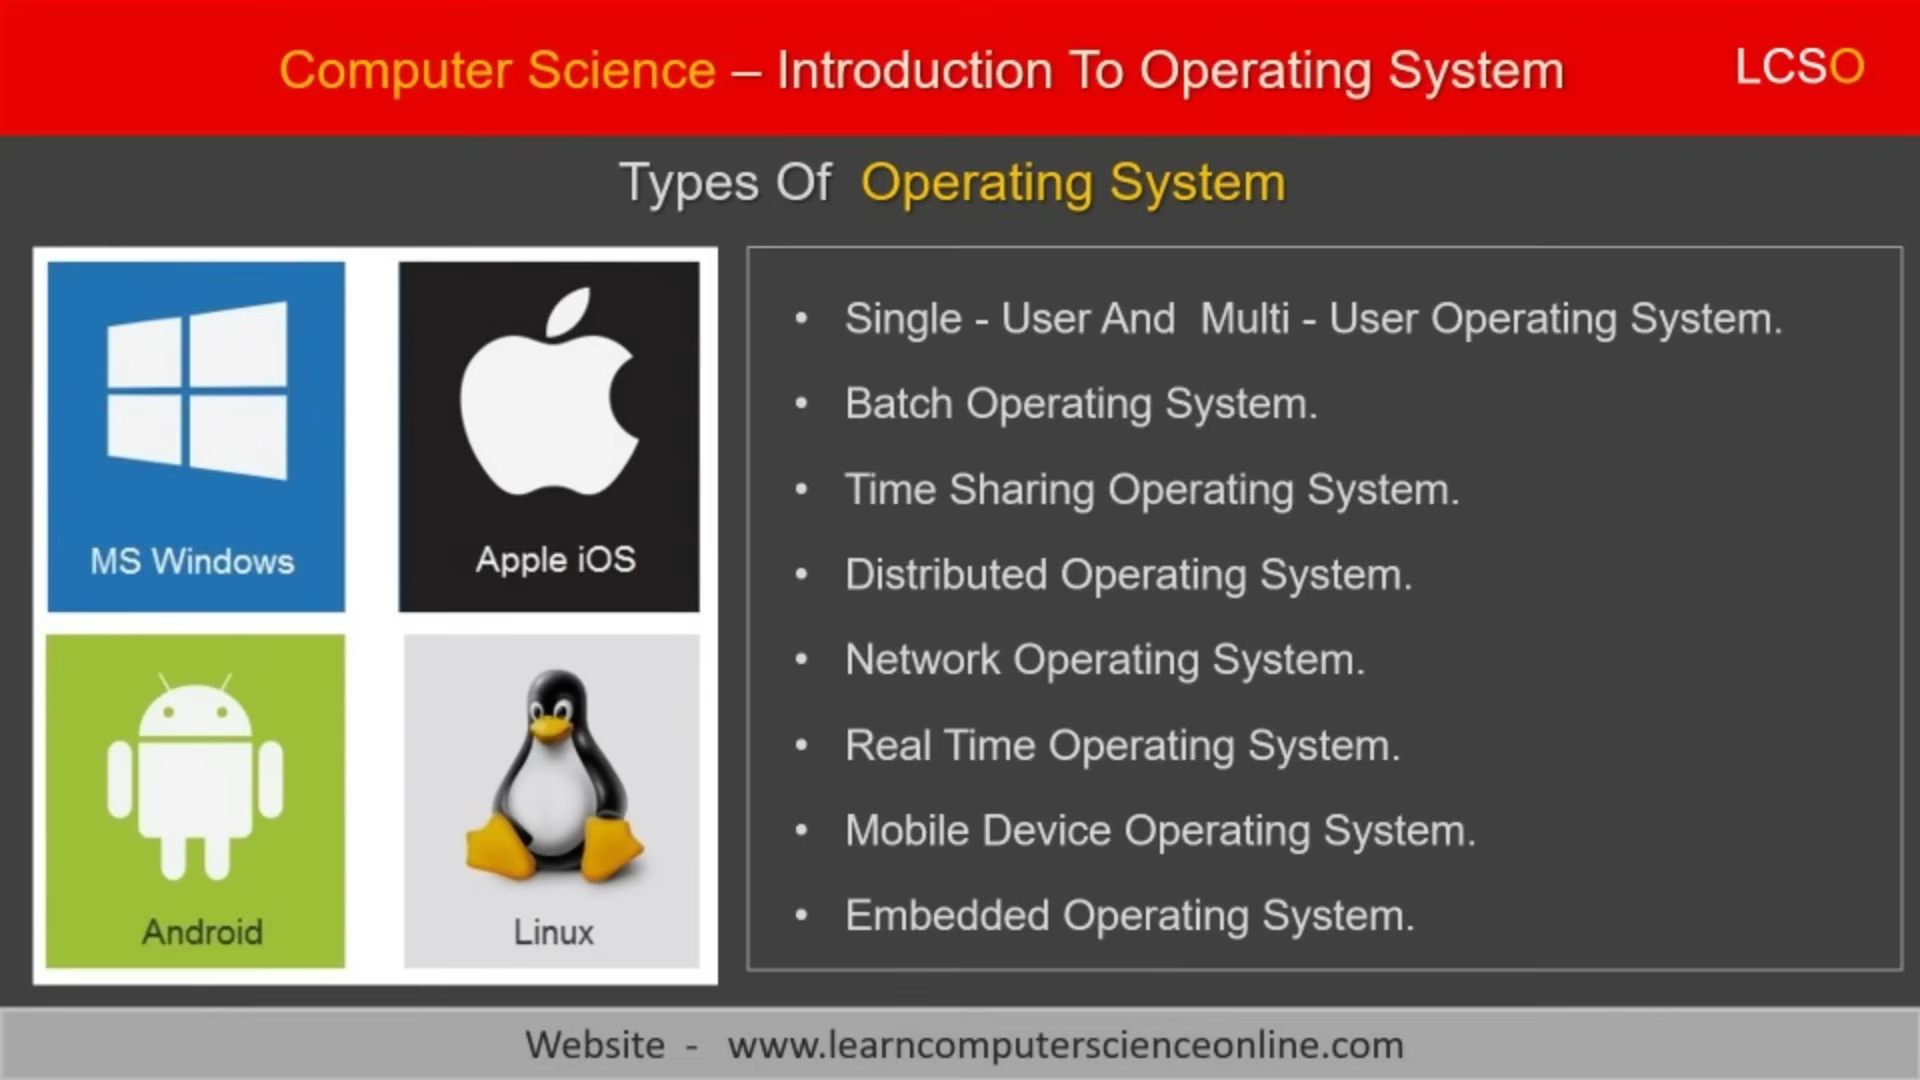 Computer Science – Introduction To Operating System
LCSO
Types Of Operating System
MS Windows
Apple iOS
Android
Linux
• Single - User And Multi - User Operating System.
• Batch Operating System.
• Time Sharing Operating System.
• Distributed Operating System.
• Network Operating System.
• Real Time Operating System.
• Mobile Device Operating System.
• Embedded Operating System.
Website - www.learncomputerscienceonline.com